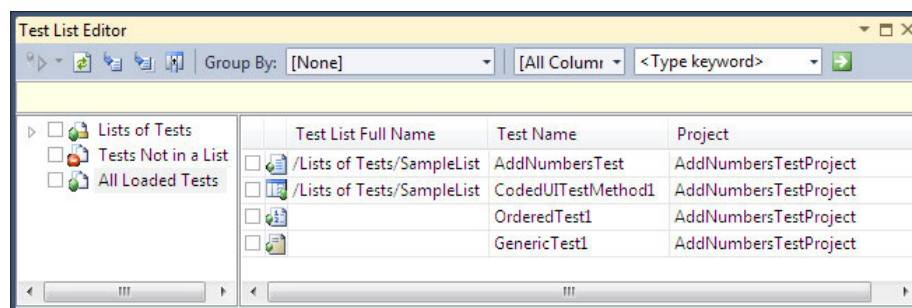 Test List Editor
Group By: [None] [All Column <Type keyword>
Lists of Tests
Tests Not in a List
All Loaded Tests
Test List Full Name Test Name Project
/Lists of Tests/SampleList AddNumbersTest AddNumbersTestProject
/Lists of Tests/SampleList CodedUITestMethod1 AddNumbersTestProject
OrderedTest1 AddNumbersTestProject
GenericTest1 AddNumbersTestProject